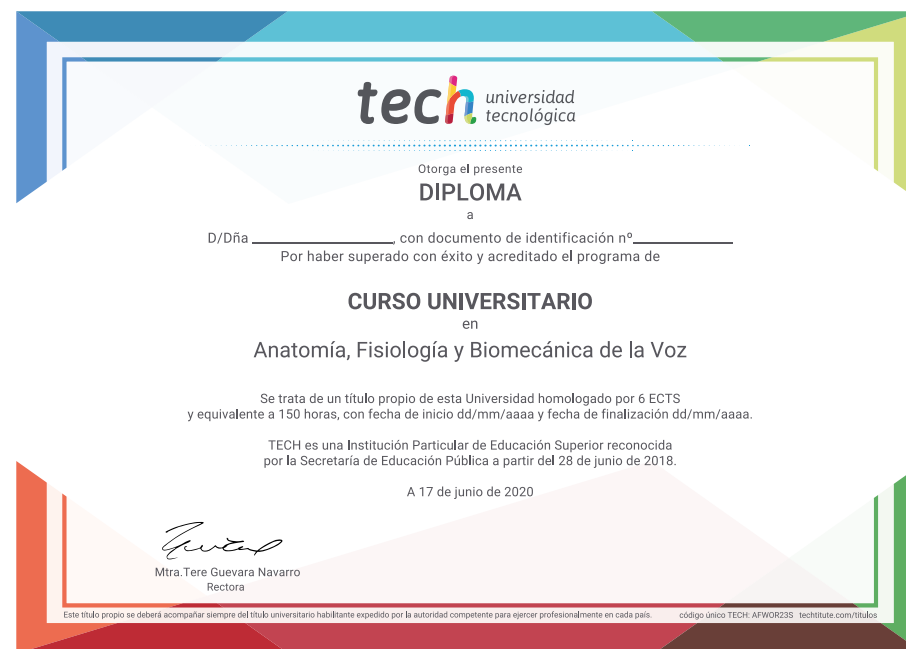 tech universidad
tecnológica
Otorga el presente
DIPLOMA
a
D/Dña ____________________, con documento de identificación nº______________
Por haber superado con éxito y acreditado el programa de
CURSO UNIVERSITARIO
en
Anatomía, Fisiología y Biomecánica de la Voz
Se trata de un título propio de esta Universidad homologado por 6 ECTS
y equivalente a 150 horas, con fecha de inicio dd/mm/aaaa y fecha de finalización dd/mm/aaaa.
TECH es una Institución Particular de Educación Superior reconocida
por la Secretaría de Educación Pública a partir del 28 de junio de 2018.
A 17 de junio de 2020
Mtra.Tere Guevara Navarro
Rectora
Este título propio se deberá acompañar siempre del título universitario habilitante expedido por la autoridad competente para ejercer profesionalmente en cada país. código único TECH: AFWOR23S techtitute.com/titulos